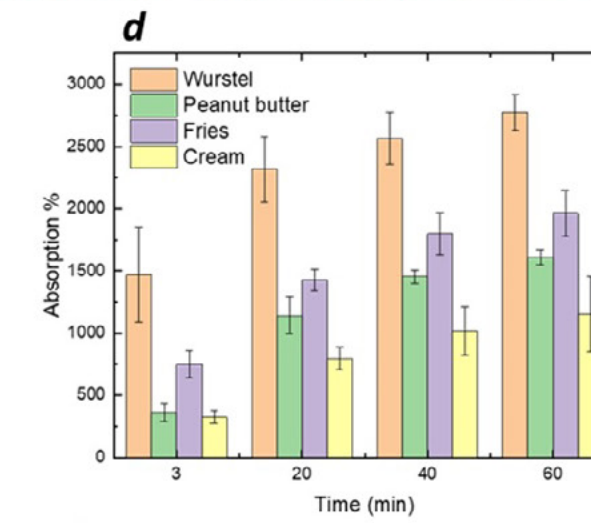 d
Wurstel
Peanut butter
Fries
Cream
Absorption %
3000
2500
2000
1500
1000
500
0
3 20 40 60
Time (min)